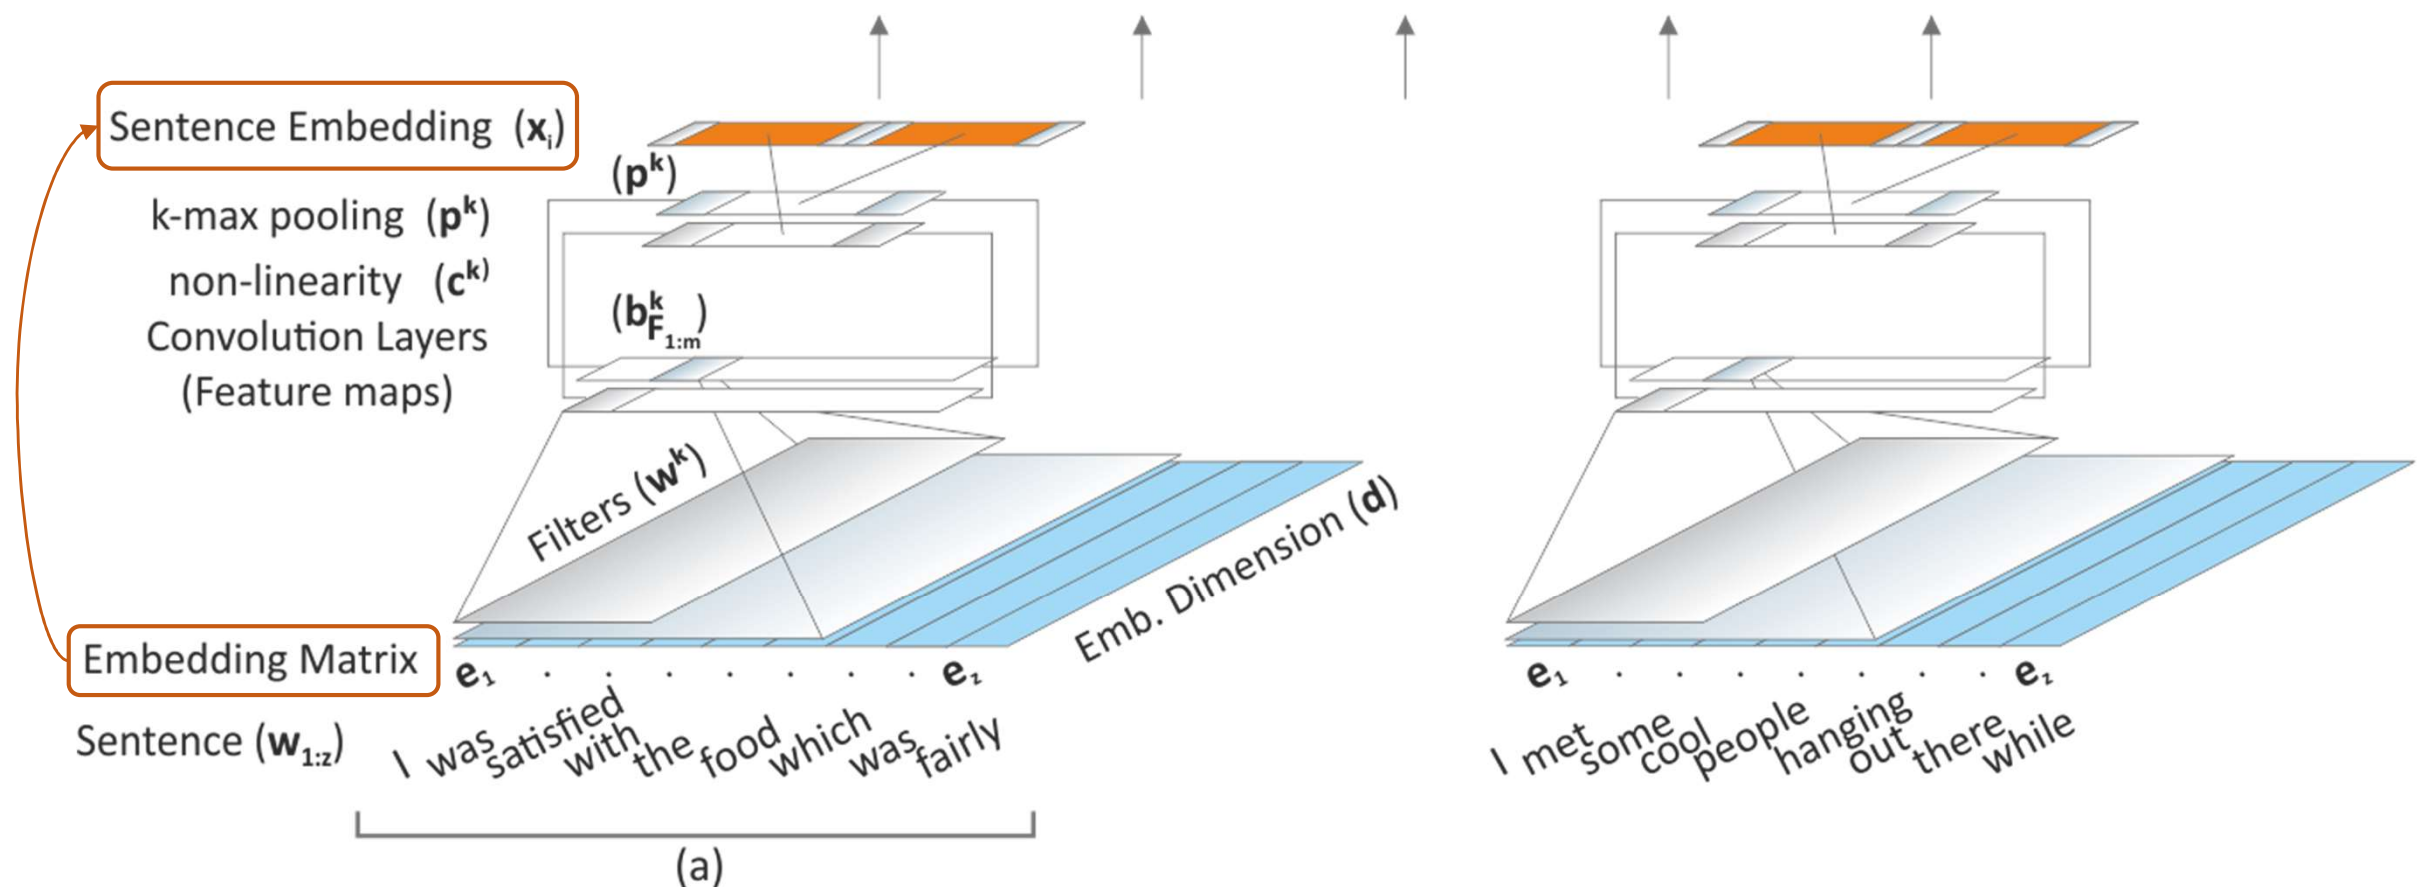 Sentence Embedding (xᵢ)
(pᵏ)
k-max pooling (pᵏ)
non-linearity (cᵏ⁾
(bᵏF₁:ₘ)
Convolution Layers
(Feature maps)
Filters (wᵏ)
Emb. Dimension (d)
Embedding Matrix
e₁ . . . . . . . e_z
e₁ . . . . . . . e_z
Sentence (w₁:z)
I was satisfied with the food which was fairly
I met some cool people hanging out there while
(a)